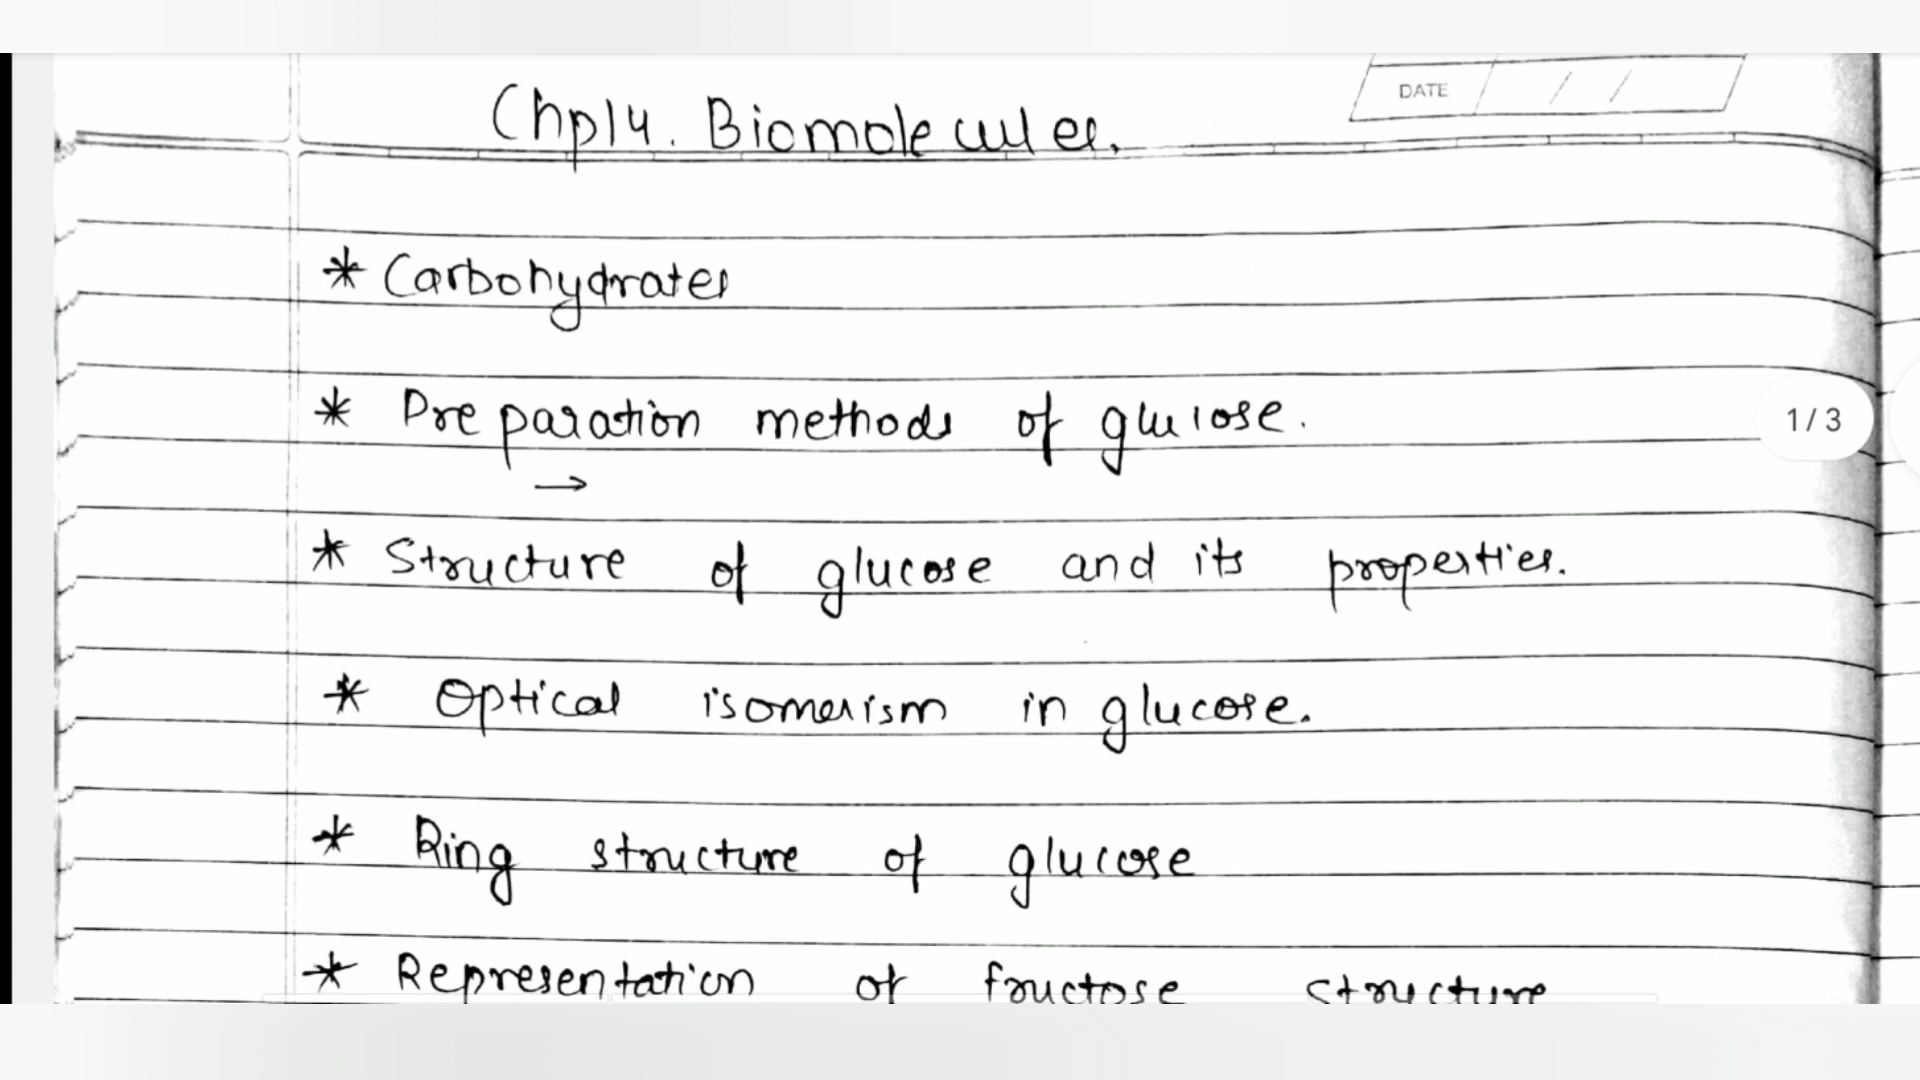 DATE / /
Chp14. Biomolecules.
* Carbohydrates
* Preparation methods of glucose.
→
* Structure of glucose and its properties.
* Optical isomerism in glucose.
* Ring structure of glucose
* Representation of fructose structure
1/3